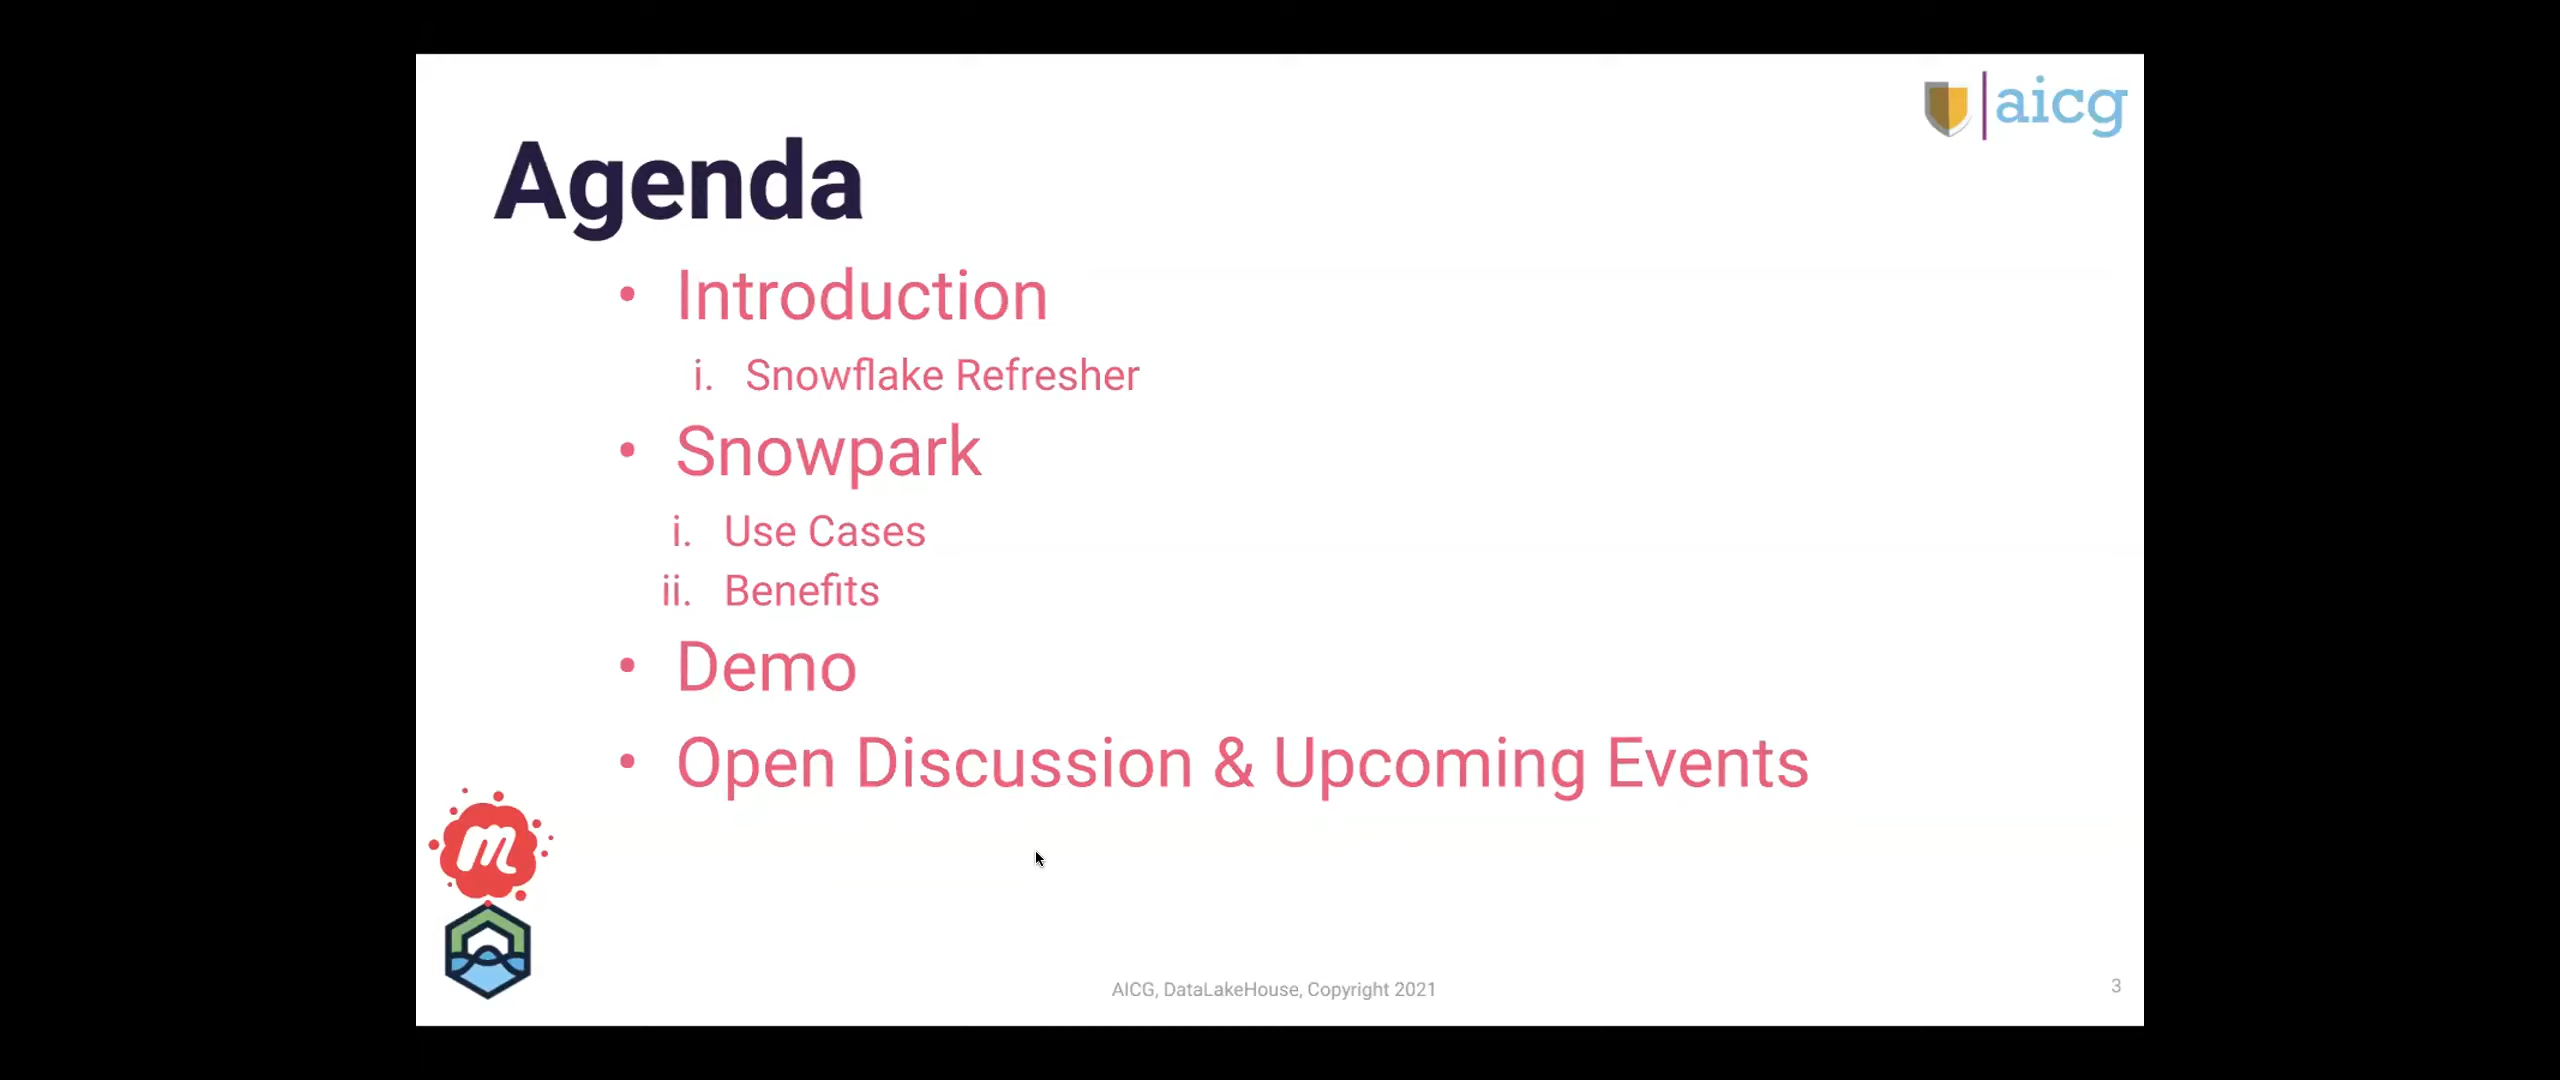 aicg
Agenda
• Introduction
i. Snowflake Refresher
• Snowpark
i. Use Cases
ii. Benefits
• Demo
• Open Discussion & Upcoming Events
m
AICG, DataLakeHouse, Copyright 2021
3